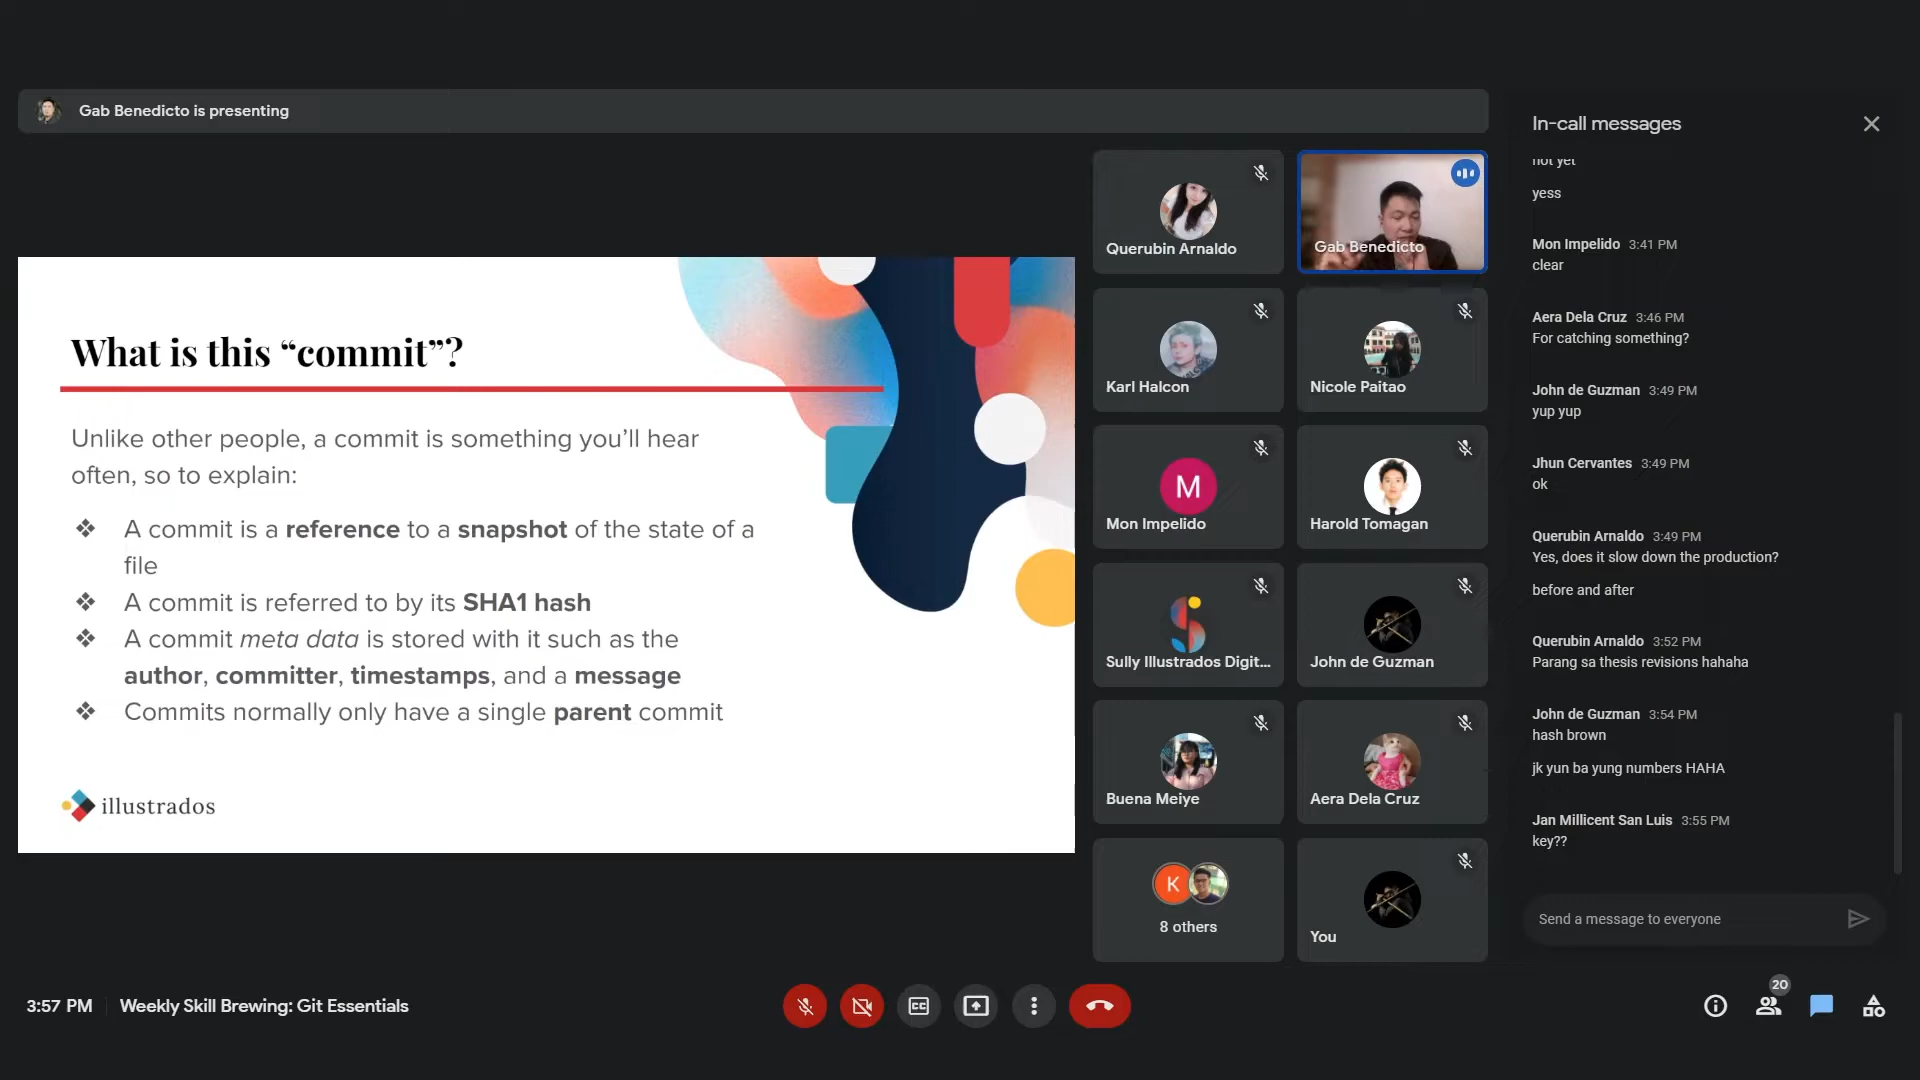 Gab Benedicto is presenting
What is this “commit”?
Unlike other people, a commit is something you’ll hear
often, so to explain:
❖ A commit is a reference to a snapshot of the state of a
file
❖ A commit is referred to by its SHA1 hash
❖ A commit meta data is stored with it such as the
author, committer, timestamps, and a message
❖ Commits normally only have a single parent commit
illustrados
Querubin Arnaldo
Gab Benedicto
Karl Halcon
Nicole Paitao
M
Mon Impelido
Harold Tomagan
Sully Illustrados Digit...
John de Guzman
Buena Meiye
Aera Dela Cruz
K
8 others
You
In-call messages
not yet
yess
Mon Impelido 3:41 PM
clear
Aera Dela Cruz 3:46 PM
For catching something?
John de Guzman 3:49 PM
yup yup
Jhun Cervantes 3:49 PM
ok
Querubin Arnaldo 3:49 PM
Yes, does it slow down the production?
before and after
Querubin Arnaldo 3:52 PM
Parang sa thesis revisions hahaha
John de Guzman 3:54 PM
hash brown
jk yun ba yung numbers HAHA
Jan Millicent San Luis 3:55 PM
key??
Send a message to everyone
3:57 PM
Weekly Skill Brewing: Git Essentials
CC
20